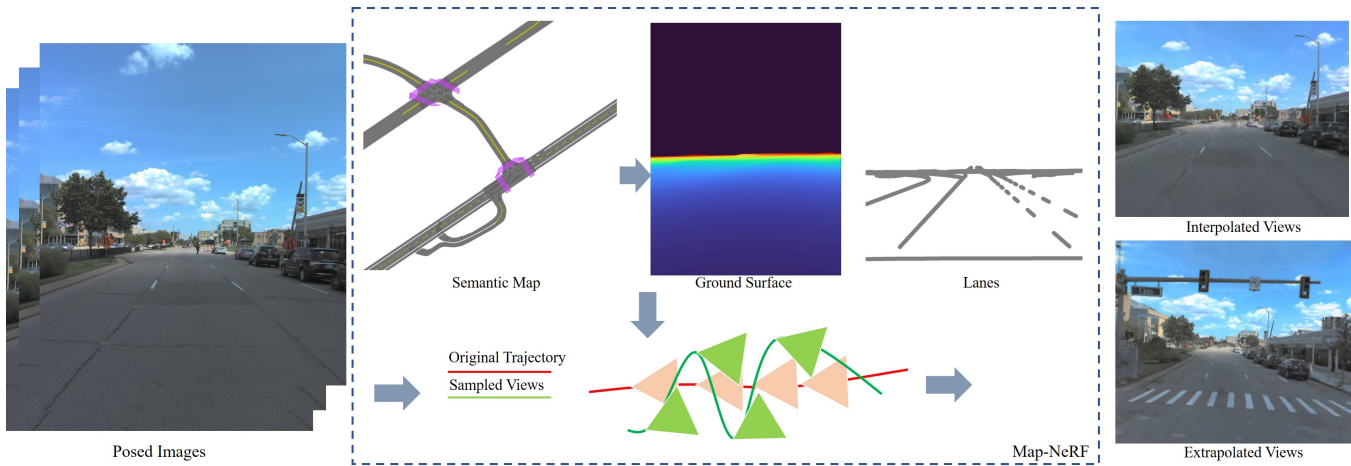 Posed Images
Semantic Map
Ground Surface
Lanes
Original Trajectory
Sampled Views
Map-NeRF
Interpolated Views
Extrapolated Views